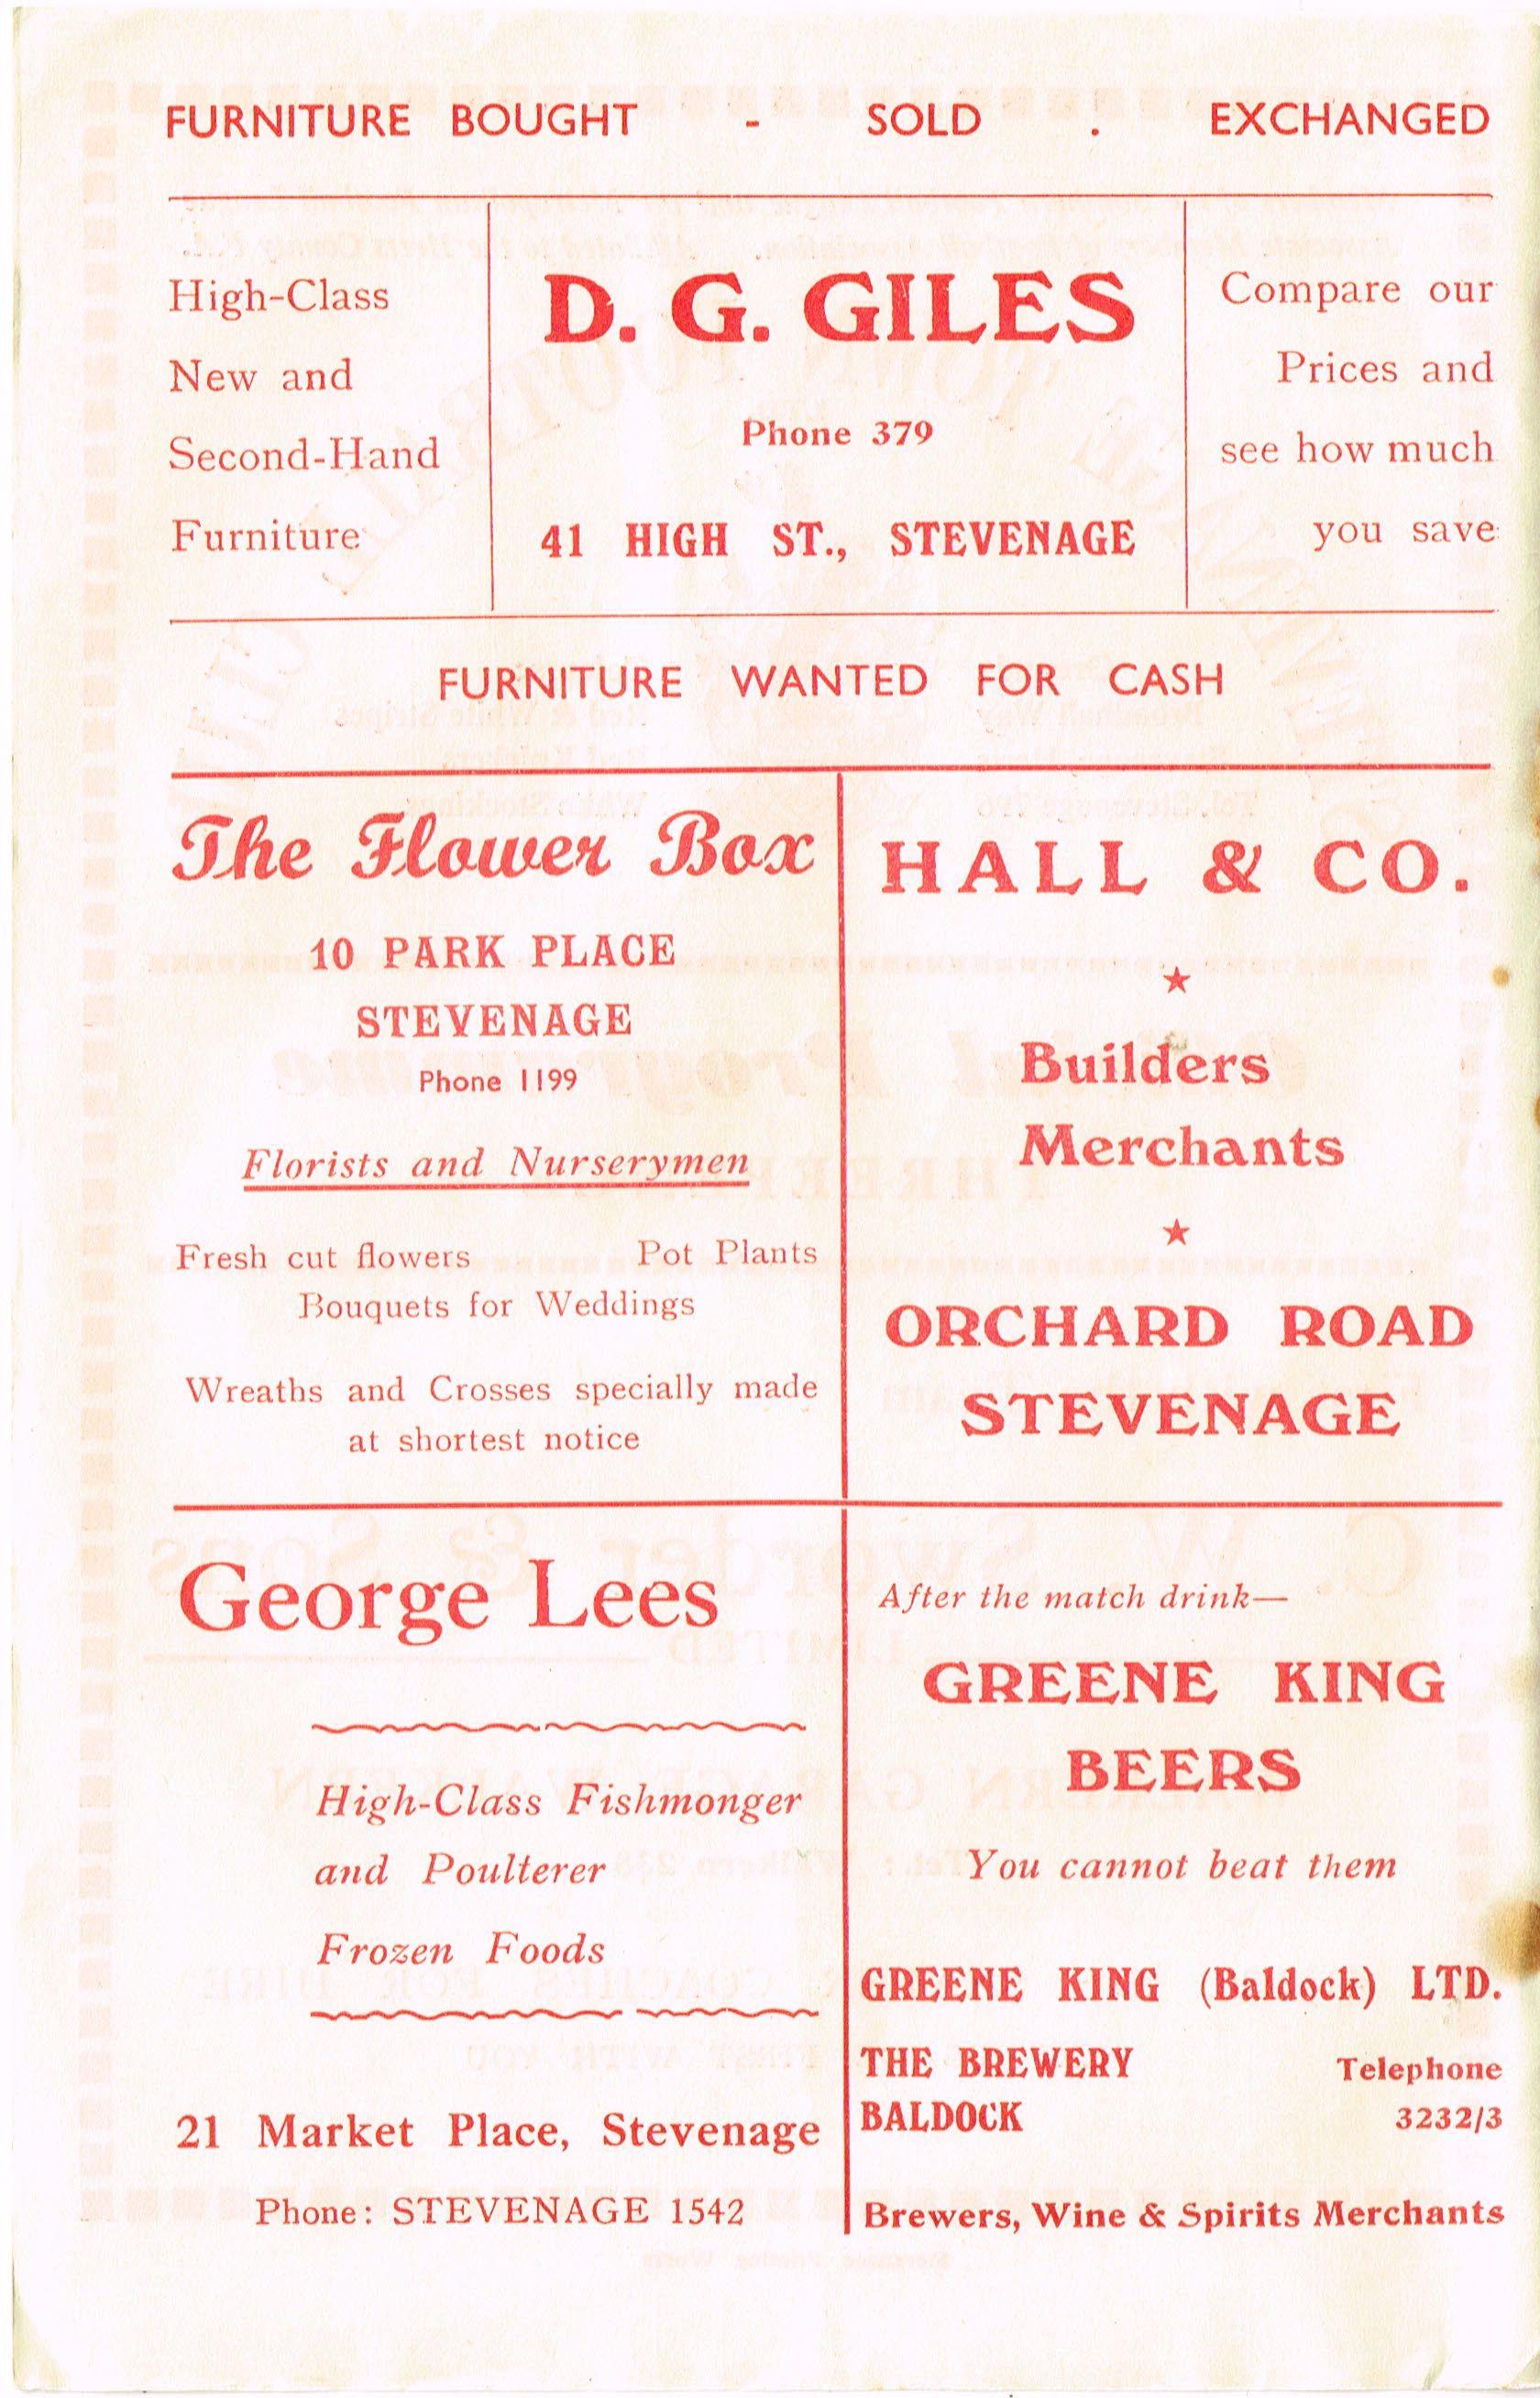 FURNITURE BOUGHT - SOLD . EXCHANGED
High-Class
New and
Second-Hand
Furniture
D. G. GILES
Phone 379
41 HIGH ST., STEVENAGE
Compare our
Prices and
see how much
you save
FURNITURE WANTED FOR CASH
The Flower Box
10 PARK PLACE
STEVENAGE
Phone 1199
Florists and Nurserymen
Fresh cut flowers Pot Plants
Bouquets for Weddings
Wreaths and Crosses specially made
at shortest notice
HALL & CO.
★
Builders
Merchants
★
ORCHARD ROAD
STEVENAGE
George Lees
High-Class Fishmonger
and Poulterer
Frozen Foods
21 Market Place, Stevenage
Phone: STEVENAGE 1542
After the match drink—
GREENE KING
BEERS
You cannot beat them
GREENE KING (Baldock) LTD.
THE BREWERY Telephone
BALDOCK 3232/3
Brewers, Wine & Spirits Merchants